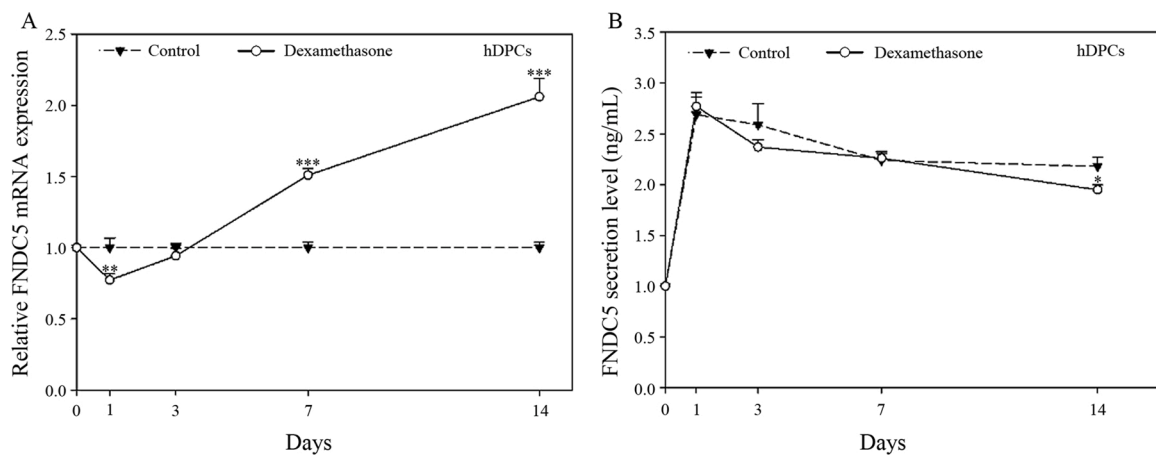 A
Relative FNDC5 mRNA expression
2.5
2.0
1.5
1.0
0.5
0.0
Control
Dexamethasone
hDPCs
**
***
***
0
1
3
7
14
Days
B
FNDC5 secretion level (ng/mL)
3.5
3.0
2.5
2.0
1.5
1.0
0.5
0.0
Control
Dexamethasone
hDPCs
*
0
1
3
7
14
Days